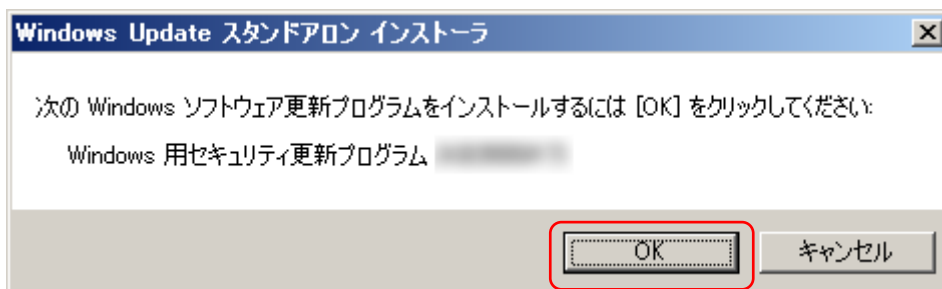 Windows Update スタンドアロン インストーラ
次の Windows ソフトウェア更新プログラムをインストールするには [OK] をクリックしてください:
Windows 用セキュリティ更新プログラム
OK
キャンセル